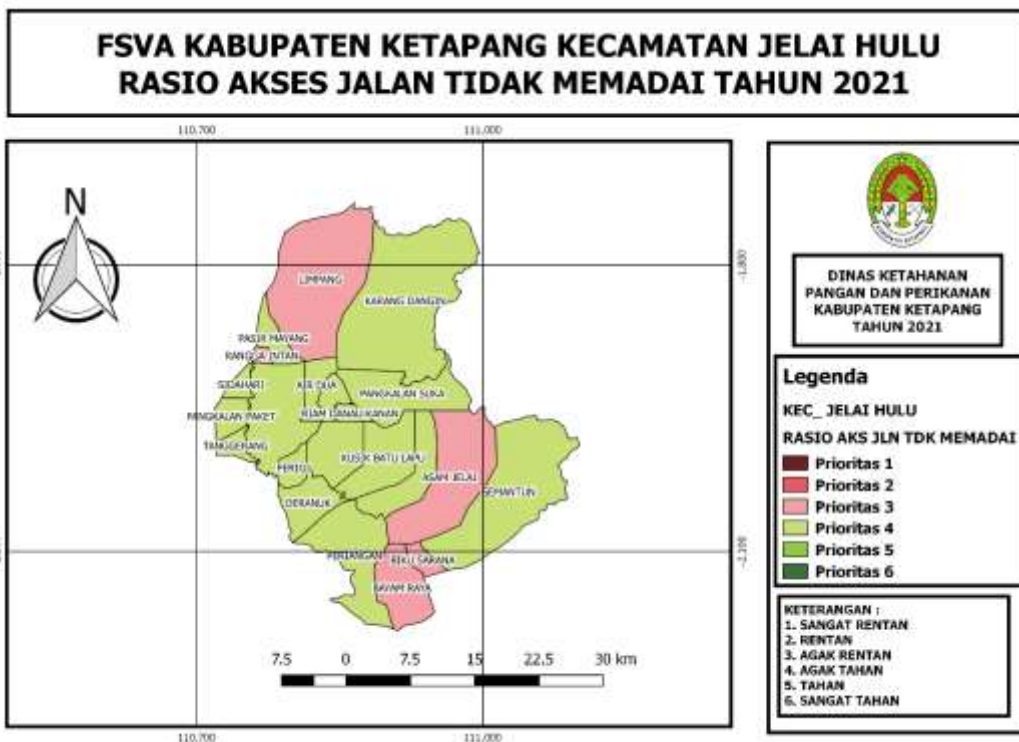 FSVA KABUPATEN KETAPANG KECAMATAN JELAI HULU
RASIO AKSES JALAN TIDAK MEMADAI TAHUN 2021
110.700
111.000
N
-1.800
LIMPANG
KARANG DANGIN
PASIR MAYANG
RANGGA INTAN
SIDAHARI
AIR DUA
PANGKALAN SUKA
PANGKALAN PAKET
RIAM DANAU KANAN
TANGGERANG
KUSIK BATU LAPU
PERIGI
ASAM JELAI
SEMANTUN
DERANUK
PERIANGAN
BIKU SARANA
BAYAM RAYA
-2.100
7.5 0 7.5 15 22.5 30 km
110.700
111.000
DINAS KETAHANAN
PANGAN DAN PERIKANAN
KABUPATEN KETAPANG
TAHUN 2021
Legenda
KEC_ JELAI HULU
RASIO AKS JLN TDK MEMADAI
Prioritas 1
Prioritas 2
Prioritas 3
Prioritas 4
Prioritas 5
Prioritas 6
KETERANGAN :
1. SANGAT RENTAN
2. RENTAN
3. AGAK RENTAN
4. AGAK TAHAN
5. TAHAN
6. SANGAT TAHAN